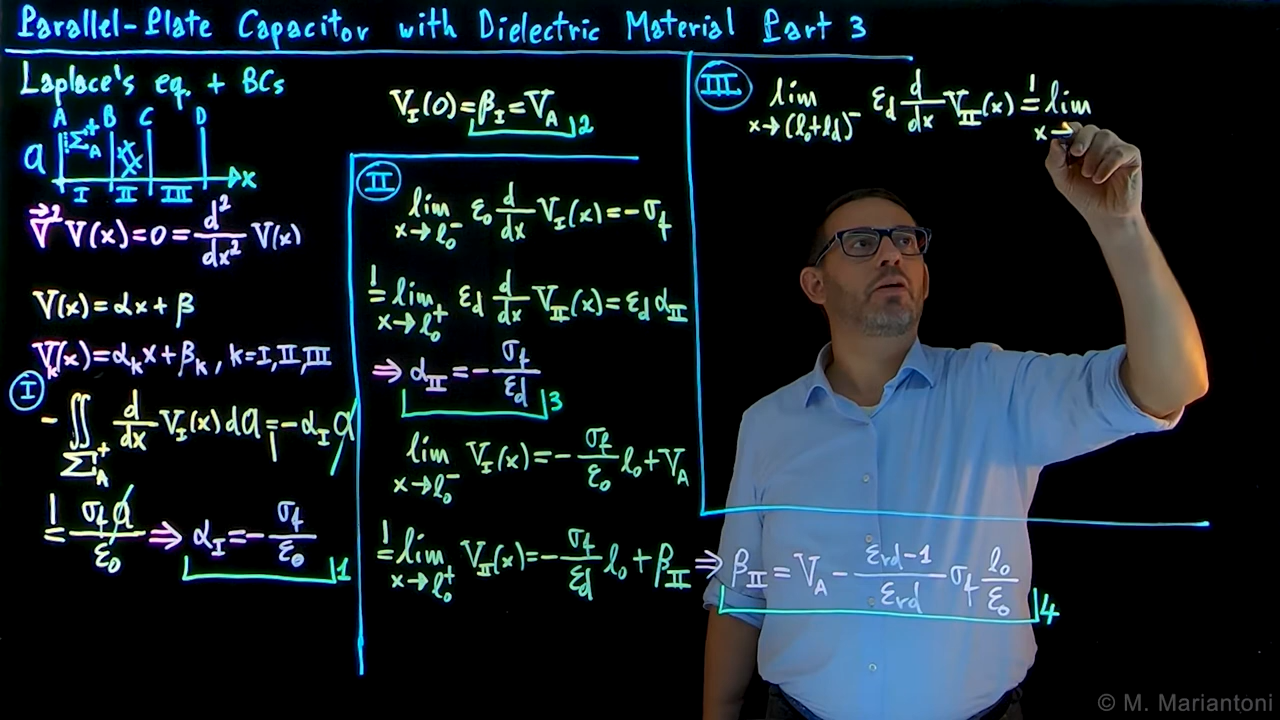 Parallel-Plate Capacitor with Dielectric Material Part 3
Laplace's eq. + BCs
A B C D
Σ_A^+
a
x
I II III
∇⃗² V(x) = 0 = d²/dx² V(x)
V(x) = αx + β
V_k(x) = α_k x + β_k, k = I, II, III
I
- ∬_{Σ_A^+} d/dx V_I(x) da = -α_I a
!= σ_f a / ε_0 ⇒ α_I = - σ_f / ε_0 1
V_I(0) = β_I = V_A 2
II
lim_{x→l_0^-} ε_0 d/dx V_I(x) = -σ_f
!= lim_{x→l_0^+} ε_d d/dx V_II(x) = ε_d α_II
⇒ α_II = - σ_f / ε_d 3
lim_{x→l_0^-} V_I(x) = - σ_f/ε_0 l_0 + V_A
!= lim_{x→l_0^+} V_II(x) = - σ_f/ε_d l_0 + β_II ⇒ β_II = V_A - (ε_rd - 1)/ε_rd σ_f l_0/ε_0 4
III
lim_{x→(l_0+l_d)^-} ε_d d/dx V_II(x) != lim_{x→
© M. Mariantoni